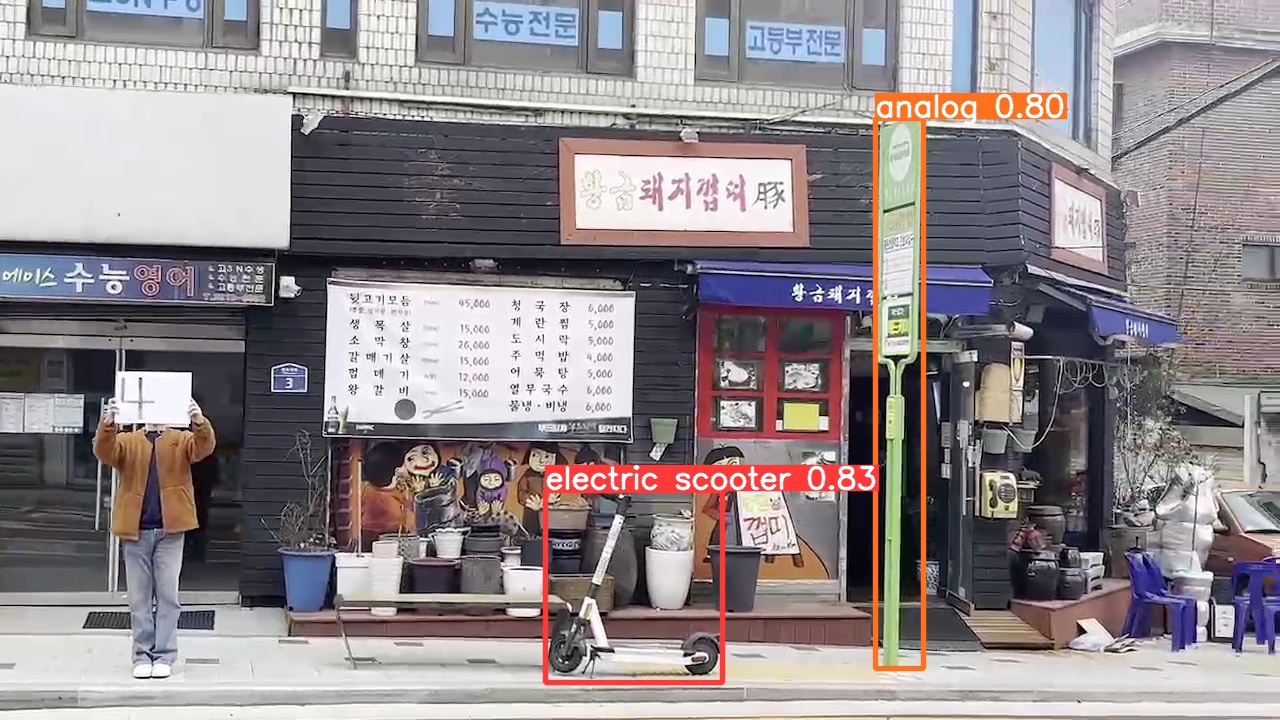 수능전문
고등부전문
analog 0.80
황금돼지껍데 豚
에이스 수능영어
고3 N수생
수능전문
고등부전문
뒷고기모듬 45,000
생목살 15,000
소막창 26,000
갈매기살 15,000
껍데기 12,000
왕갈비 15,000
청국장 6,000
계란찜 5,000
도시락 5,000
주먹밥 4,000
어묵탕 5,000
열무국수 6,000
물냉·비냉 6,000
황금돼지
3
4
electric scooter 0.83
껍띠